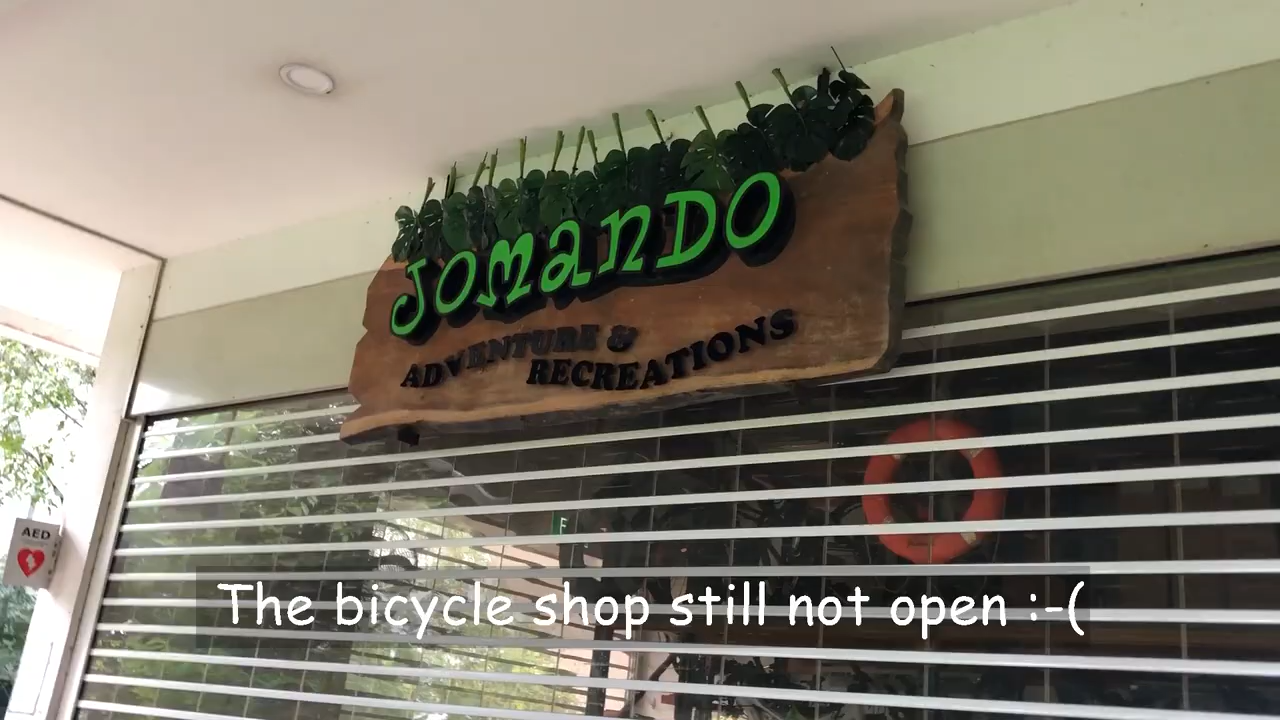 JOMANDO
ADVENTURE &
RECREATIONS
AED
The bicycle shop still not open :-(